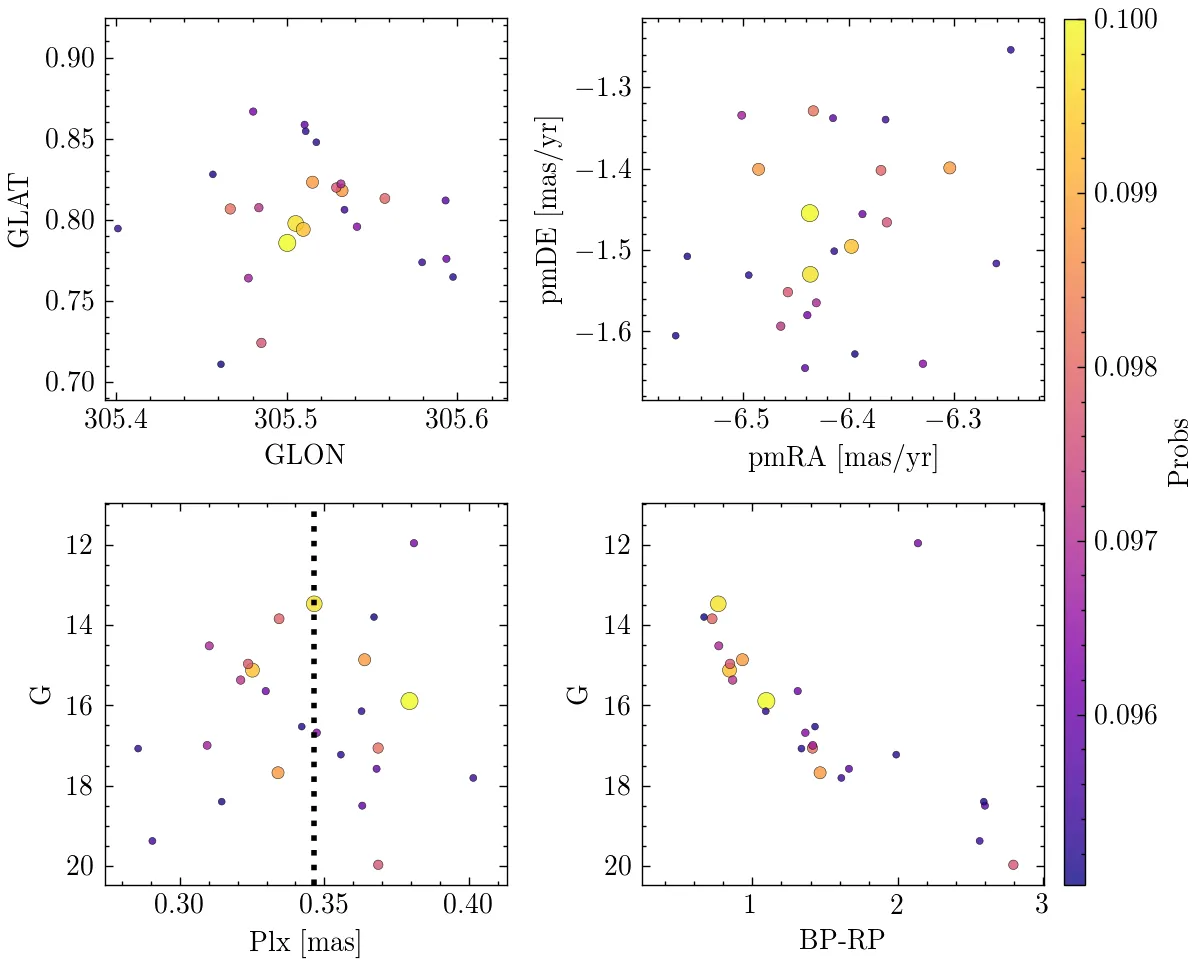 0.90
0.85
0.80
0.75
0.70
GLAT
305.4 305.5 305.6
GLON
−1.3
−1.4
−1.5
−1.6
pmDE [mas/yr]
−6.5 −6.4 −6.3
pmRA [mas/yr]
12
14
16
18
20
G
0.30 0.35 0.40
Plx [mas]
12
14
16
18
20
G
1 2 3
BP-RP
0.100
0.099
0.098
0.097
0.096
Probs